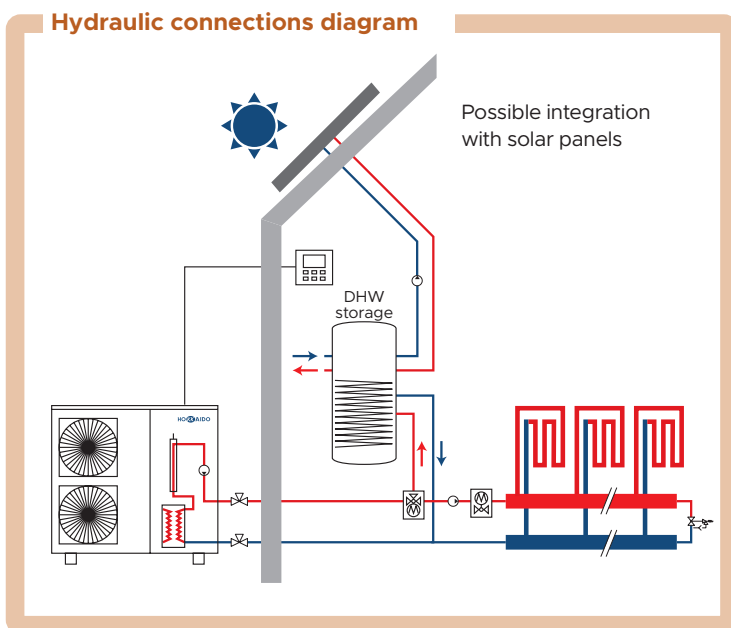 Hydraulic connections diagram
Possible integration
with solar panels
DHW
storage
HOKKAIDO
M
M